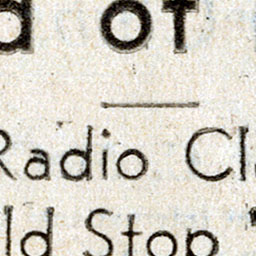 d of
Radio Cl
ld Stop